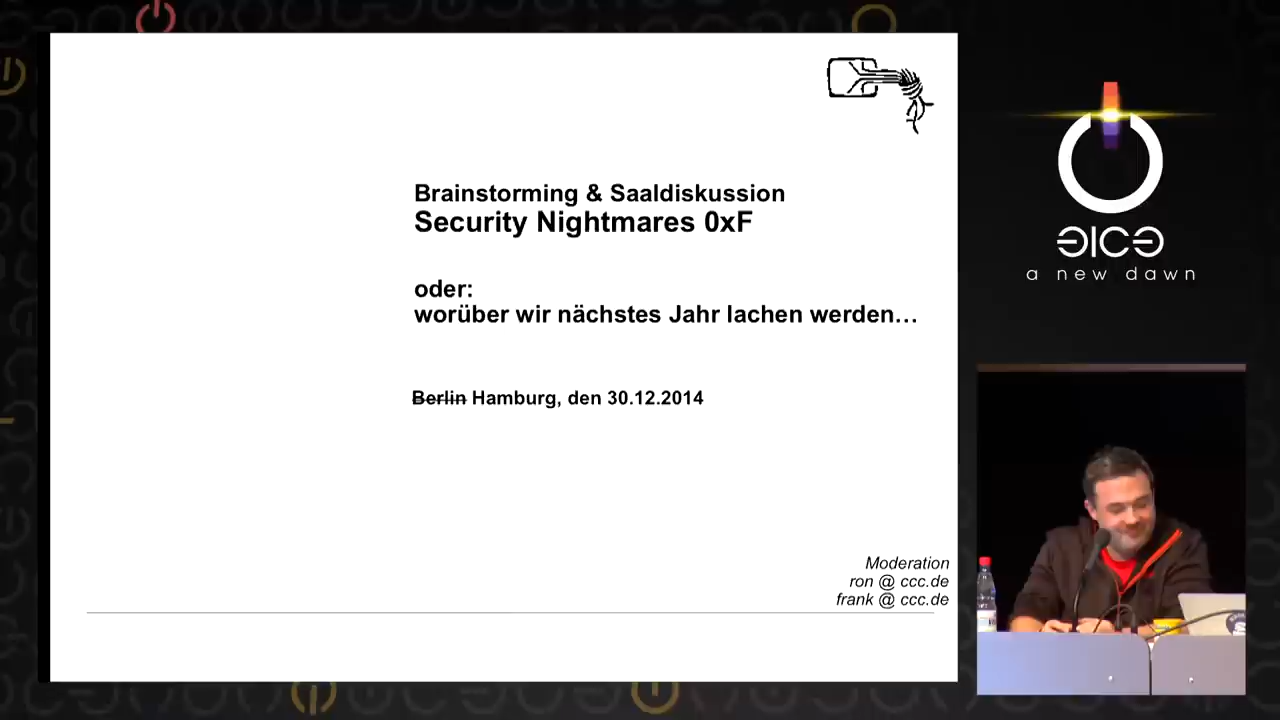 Brainstorming & Saaldiskussion
Security Nightmares 0xF
oder:
worüber wir nächstes Jahr lachen werden…
Berlin Hamburg, den 30.12.2014
Moderation
ron @ ccc.de
frank @ ccc.de
a new dawn